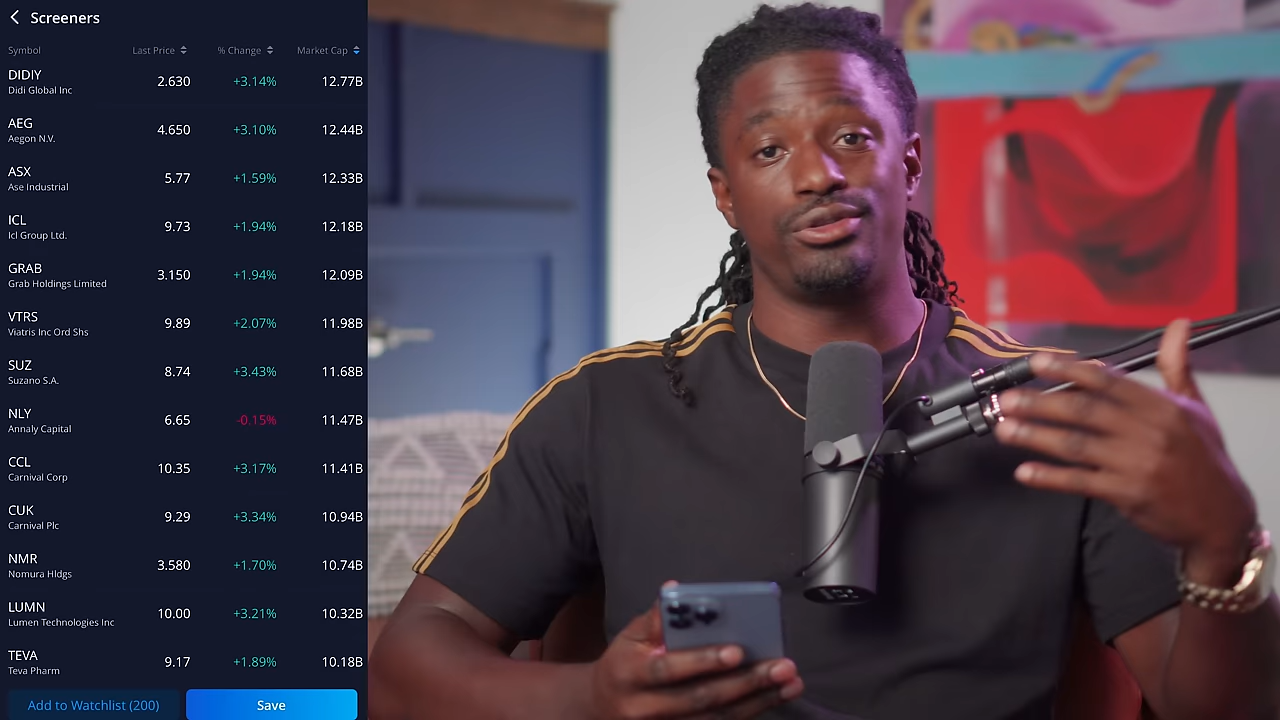 Screeners
Symbol Last Price % Change Market Cap
DIDIY 2.630 +3.14% 12.77B
Didi Global Inc
AEG 4.650 +3.10% 12.44B
Aegon N.V.
ASX 5.77 +1.59% 12.33B
Ase Industrial
ICL 9.73 +1.94% 12.18B
Icl Group Ltd.
GRAB 3.150 +1.94% 12.09B
Grab Holdings Limited
VTRS 9.89 +2.07% 11.98B
Viatris Inc Ord Shs
SUZ 8.74 +3.43% 11.68B
Suzano S.A.
NLY 6.65 -0.15% 11.47B
Annaly Capital
CCL 10.35 +3.17% 11.41B
Carnival Corp
CUK 9.29 +3.34% 10.94B
Carnival Plc
NMR 3.580 +1.70% 10.74B
Nomura Hldgs
LUMN 10.00 +3.21% 10.32B
Lumen Technologies Inc
TEVA 9.17 +1.89% 10.18B
Teva Pharm
Add to Watchlist (200) Save